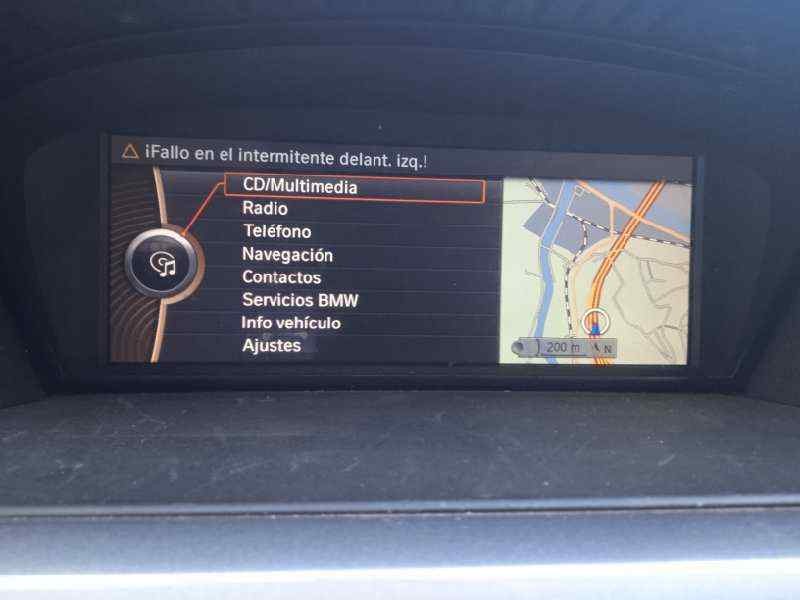 ¡Fallo en el intermitente delant. izq.!
CD/Multimedia
Radio
Teléfono
Navegación
Contactos
Servicios BMW
Info vehículo
Ajustes
200 m N